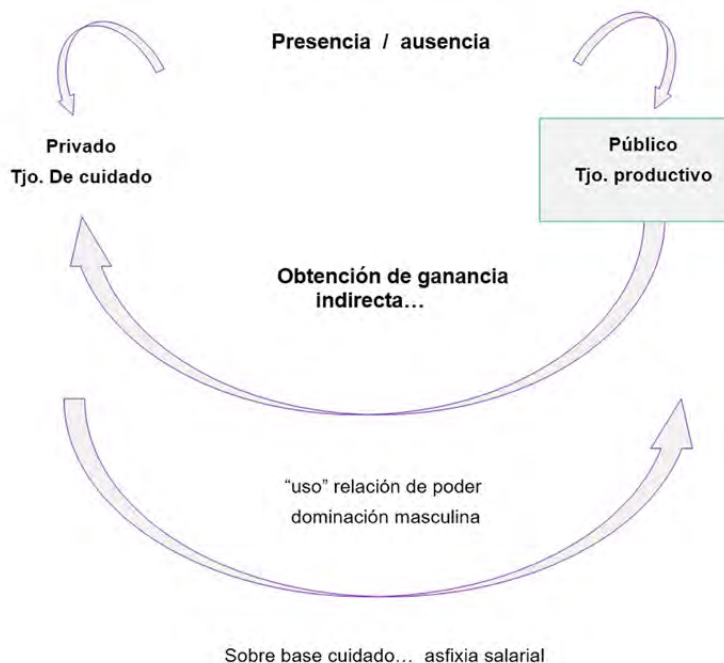 Presencia / ausencia
Privado
Tjo. De cuidado
Público
Tjo. productivo
Obtención de ganancia
indirecta…
“uso” relación de poder
dominación masculina
Sobre base cuidado… asfixia salarial